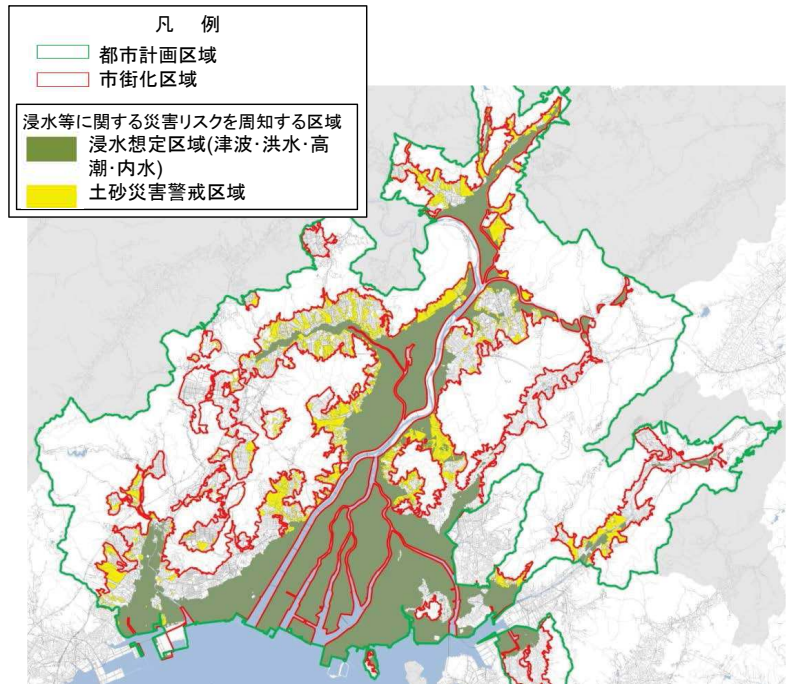 凡　例
都市計画区域
市街化区域
浸水等に関する災害リスクを周知する区域
浸水想定区域(津波･洪水･高
潮･内水)
土砂災害警戒区域